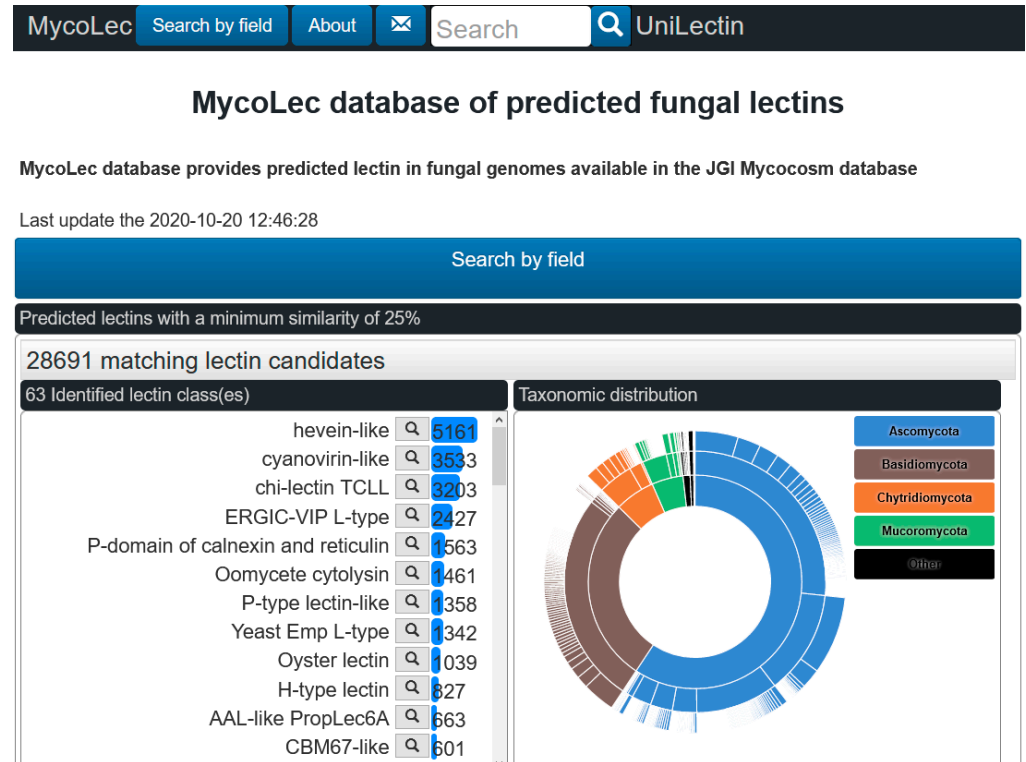 MycoLec Search by field About Search UniLectin
MycoLec database of predicted fungal lectins
MycoLec database provides predicted lectin in fungal genomes available in the JGI Mycocosm database
Last update the 2020-10-20 12:46:28
Search by field
Predicted lectins with a minimum similarity of 25%
28691 matching lectin candidates
63 Identified lectin class(es)
hevein-like 5161
cyanovirin-like 3533
chi-lectin TCLL 3203
ERGIC-VIP L-type 2427
P-domain of calnexin and reticulin 1563
Oomycete cytolysin 1461
P-type lectin-like 1358
Yeast Emp L-type 1342
Oyster lectin 1039
H-type lectin 827
AAL-like PropLec6A 663
CBM67-like 601
Taxonomic distribution
Ascomycota
Basidiomycota
Chytridiomycota
Mucoromycota
Other